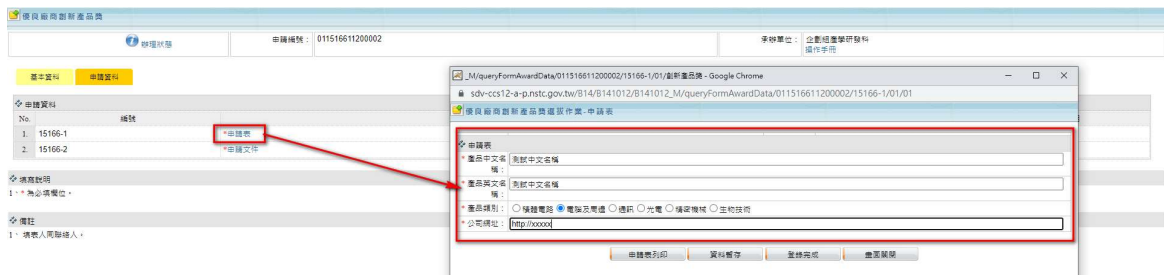 優良廠商創新產品獎
辦理狀態
申請編號： 011516611200002
承辦單位： 企劃組產學研發科
操作手冊
基本資料
申請資料
申請資料
No. 編號
1. 15166-1 *申請表
2. 15166-2 *申請文件
填寫說明
1、* 為必填欄位。
備註
1、 填表人同聯絡人。
_M/queryFormAwardData/011516611200002/15166-1/01/創新產品獎 - Google Chrome
sdv-ccs12-a-p.nstc.gov.tw/B14/B141012/B141012_M/queryFormAwardData/011516611200002/15166-1/01/01
優良廠商創新產品獎選拔作業-申請表
申請表
* 產品中文名稱： 測試中文名稱
* 產品英文名稱： 測試中文名稱
* 產品類別： 積體電路 電腦及周邊 通訊 光電 精密機械 生物技術
* 公司網址： http://xxxxx
申請表列印 資料暫存 登錄完成 畫面關閉